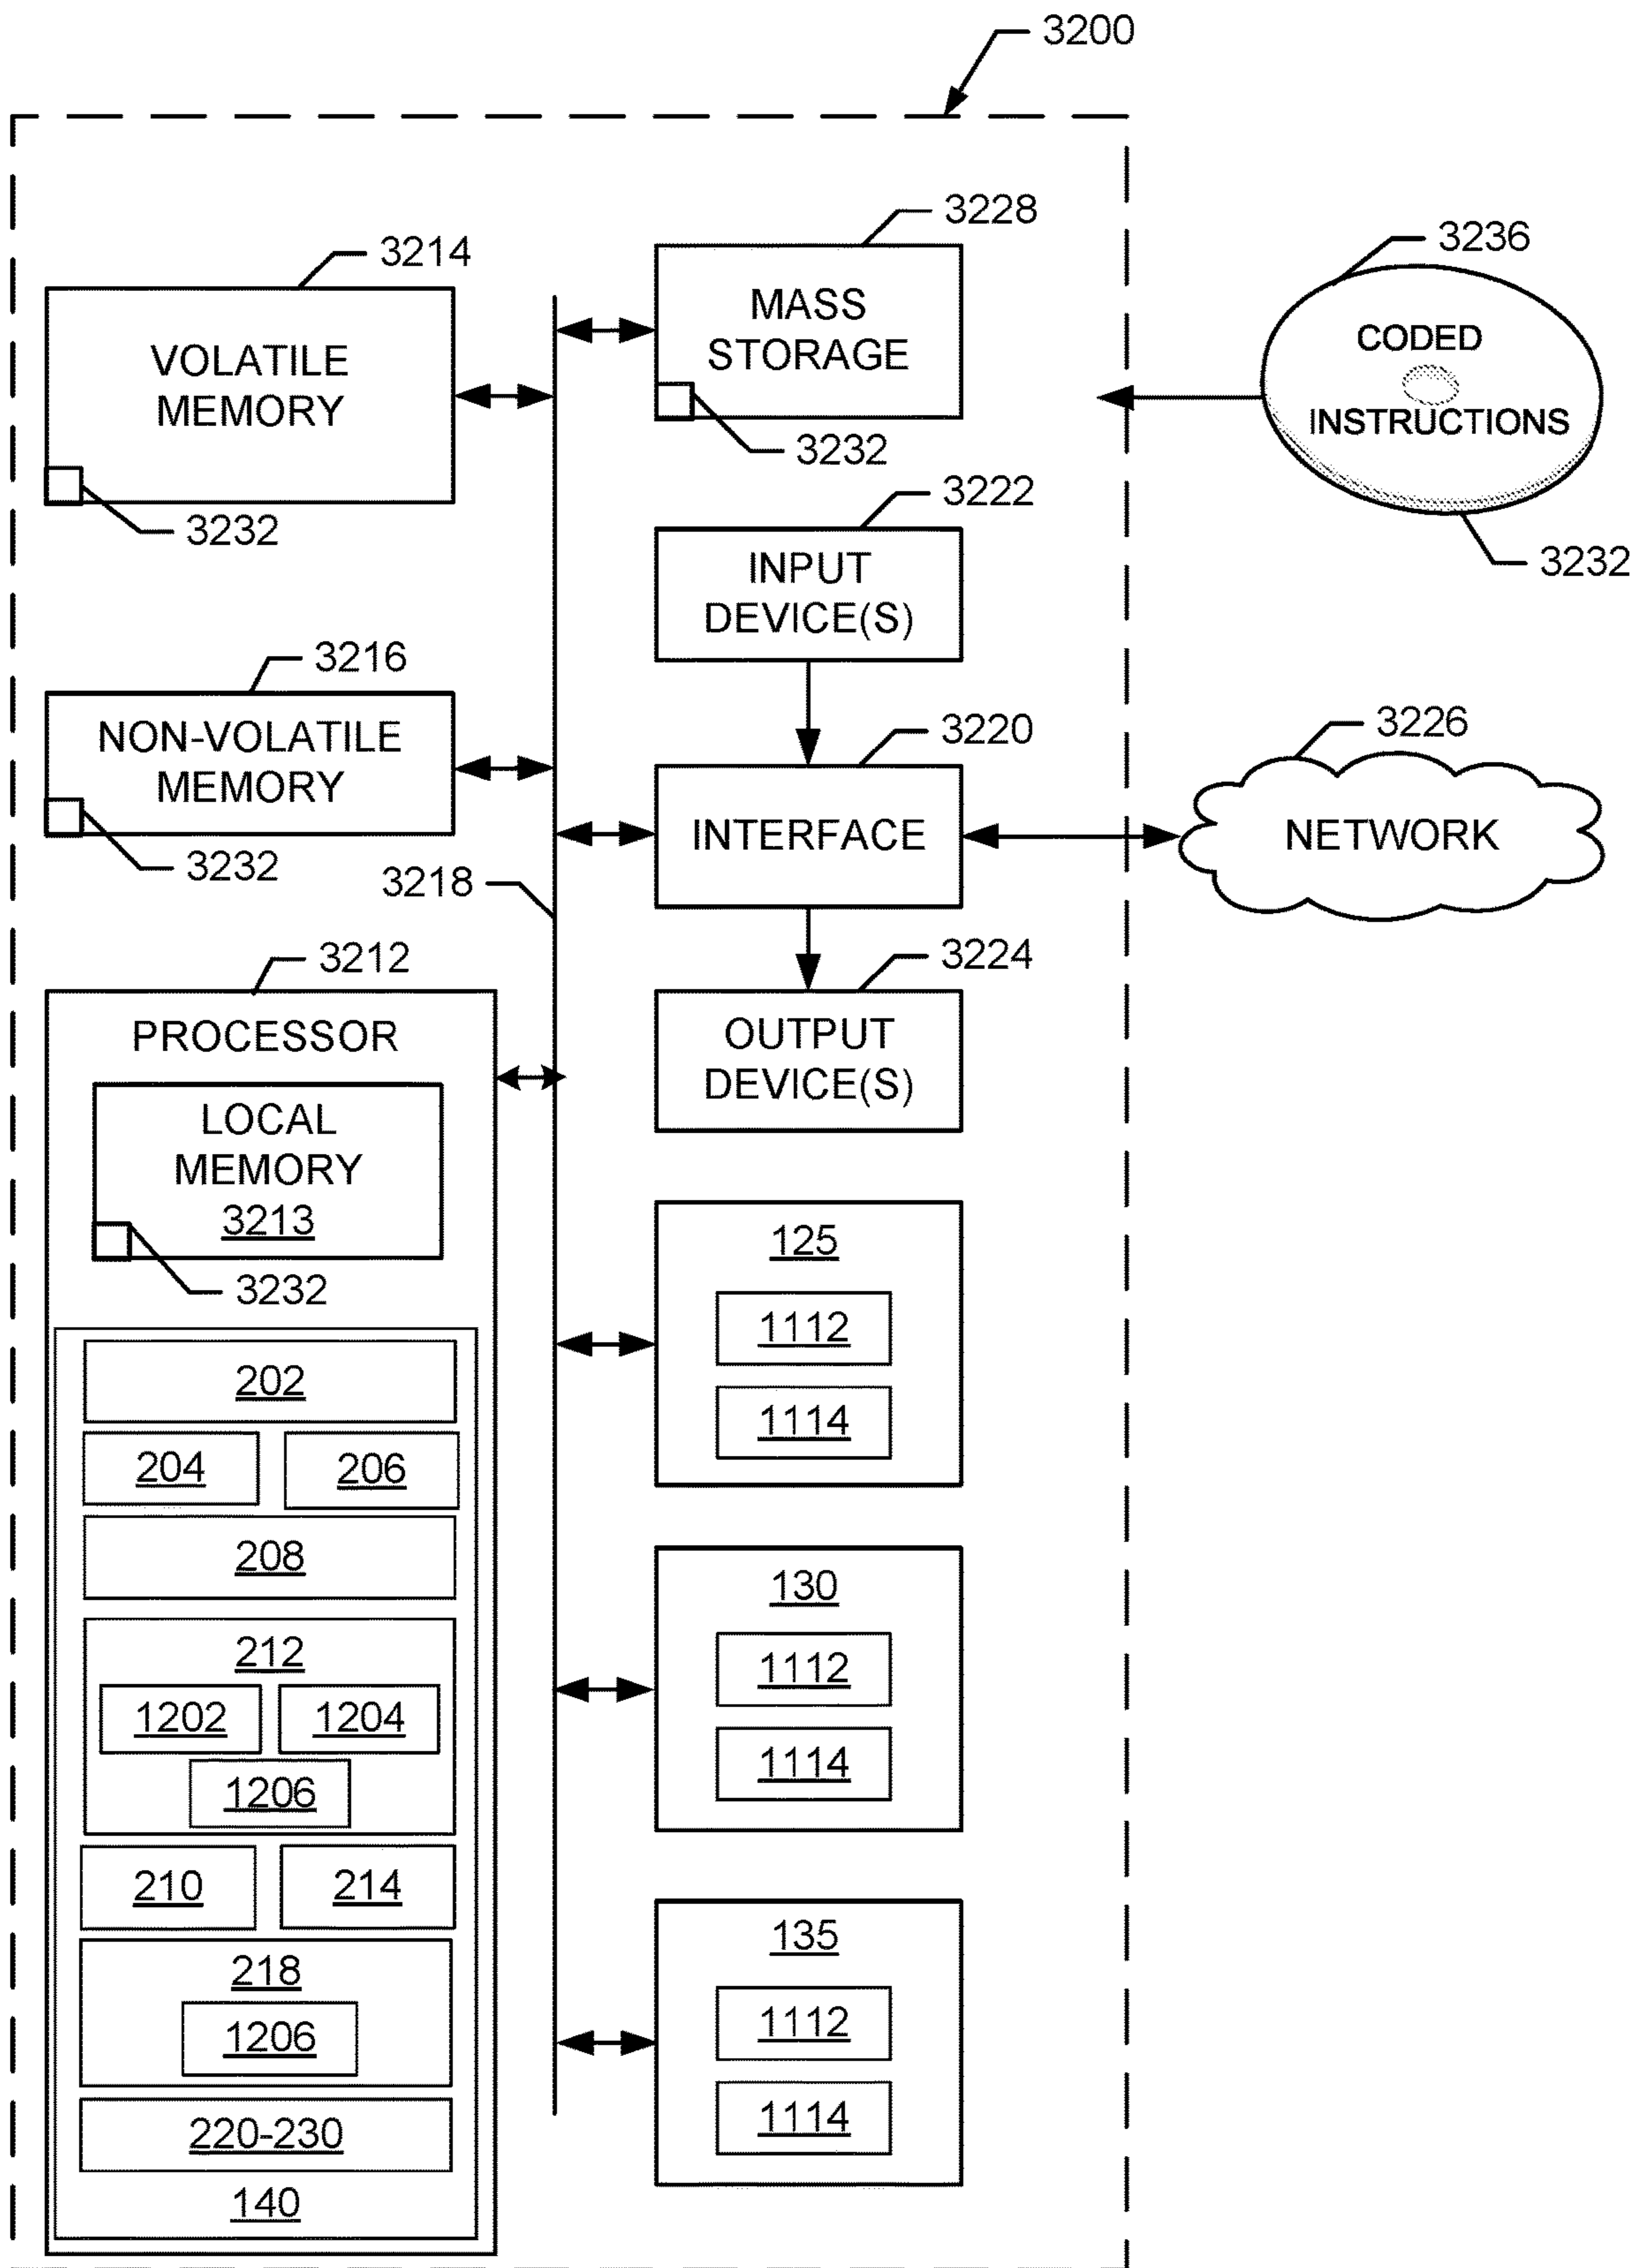 3200
3228
3236
3214
MASS
STORAGE
CODED
INSTRUCTIONS
VOLATILE
MEMORY
3232
3232
3222
3232
INPUT
DEVICE(S)
3216
3220
3226
NON-VOLATILE
MEMORY
INTERFACE
NETWORK
3232
3218
3212
3224
PROCESSOR
OUTPUT
DEVICE(S)
LOCAL
MEMORY
3213
3232
125
1112
1114
202
204
206
208
130
1112
1114
212
1202
1204
1206
210
214
135
1112
1114
218
1206
220-230
140